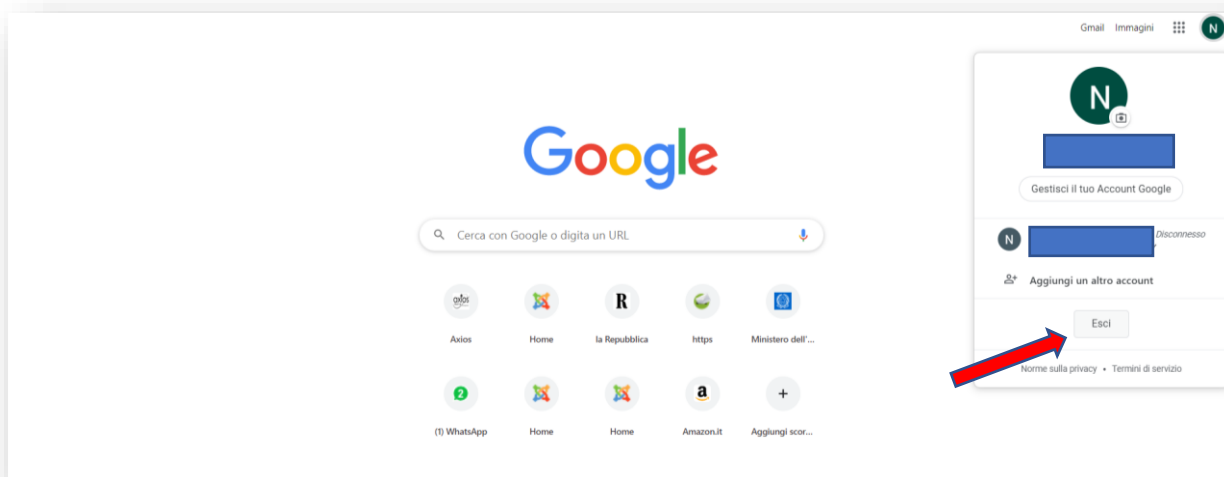 Gmail Immagini N
N
Google
Gestisci il tuo Account Google
Cerca con Google o digita un URL
N Disconnesso
Aggiungi un altro account
axios R
Axios Home la Repubblica https Ministero dell'...
Esci
Norme sulla privacy • Termini di servizio
2 a
(1) WhatsApp Home Home Amazon.it Aggiungi scor...